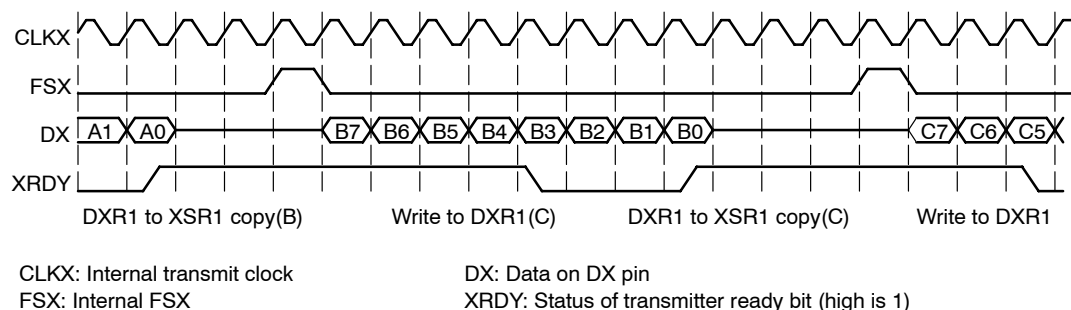 CLKX
FSX
DX A1 A0 B7 B6 B5 B4 B3 B2 B1 B0 C7 C6 C5
XRDY
DXR1 to XSR1 copy(B) Write to DXR1(C) DXR1 to XSR1 copy(C) Write to DXR1
CLKX: Internal transmit clock DX: Data on DX pin
FSX: Internal FSX XRDY: Status of transmitter ready bit (high is 1)